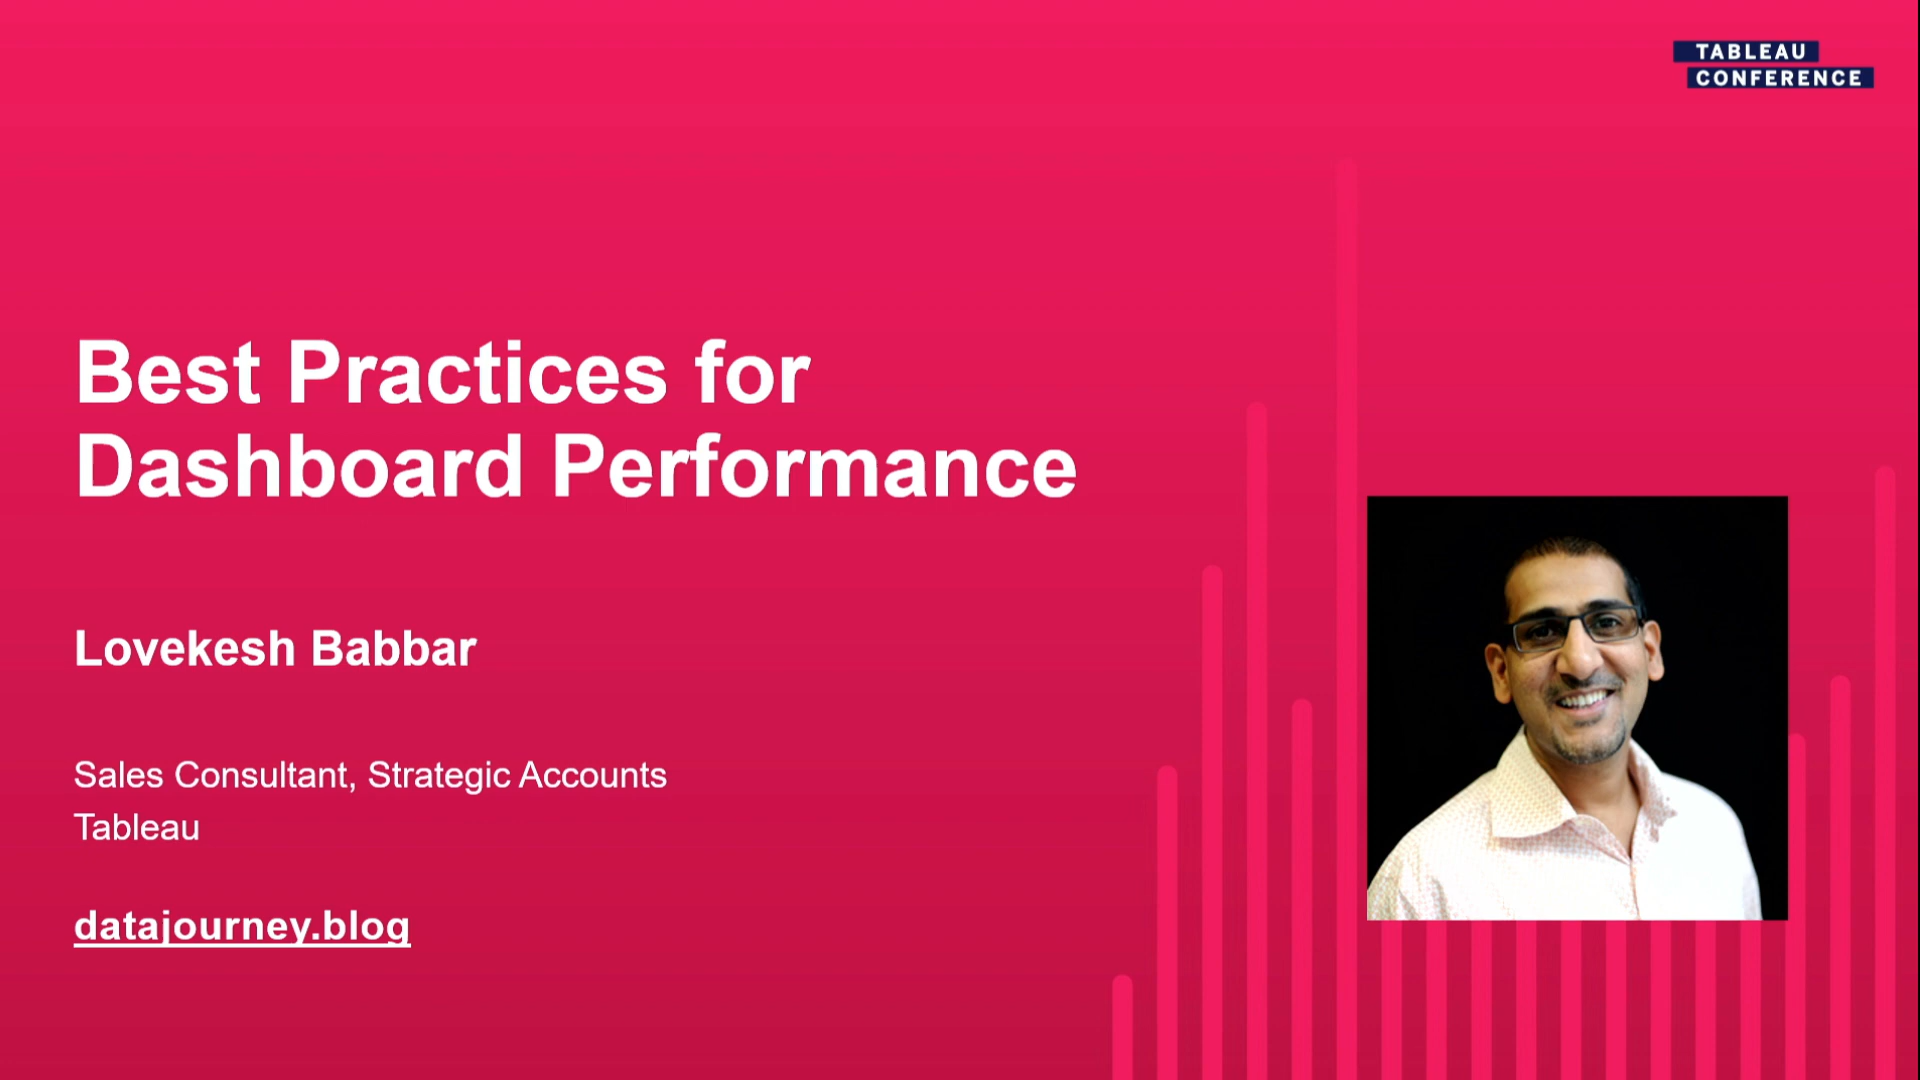 TABLEAU
CONFERENCE
Best Practices for
Dashboard Performance
Lovekesh Babbar
Sales Consultant, Strategic Accounts
Tableau
datajourney.blog